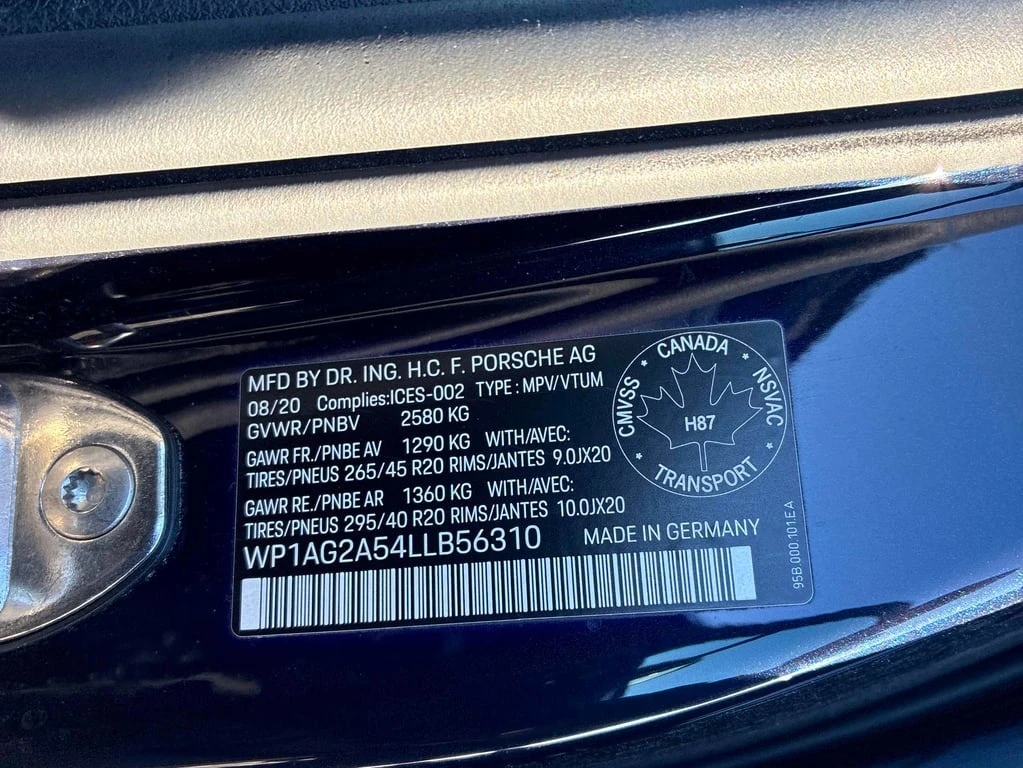 MFD BY DR. ING. H.C. F. PORSCHE AG
08/20 Complies:ICES-002 TYPE : MPV/VTUM
GVWR/PNBV 2580 KG
GAWR FR./PNBE AV 1290 KG WITH/AVEC:
TIRES/PNEUS 265/45 R20 RIMS/JANTES 9.0JX20
GAWR RE./PNBE AR 1360 KG WITH/AVEC:
TIRES/PNEUS 295/40 R20 RIMS/JANTES 10.0JX20
WP1AG2A54LLB56310 MADE IN GERMANY
CANADA
CMVSS
NSVAC
H87
TRANSPORT
95B.000.101.EA